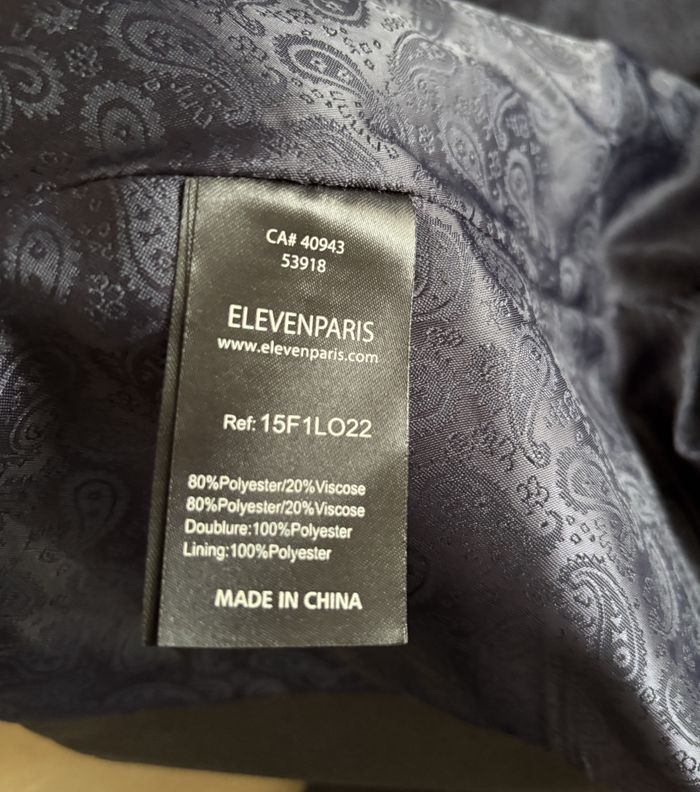 CA# 40943
53918
ELEVENPARIS
www.elevenparis.com
Ref: 15F1LO22
80%Polyester/20%Viscose
80%Polyester/20%Viscose
Doublure:100%Polyester
Lining:100%Polyester
MADE IN CHINA